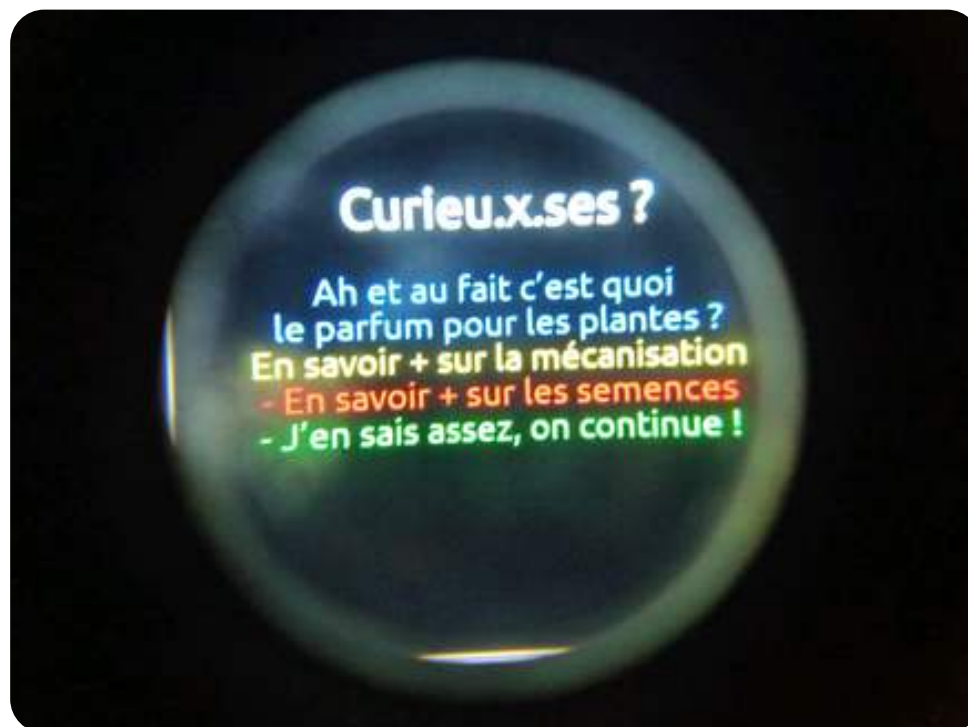 Curieu.x.ses ?
Ah et au fait c'est quoi
le parfum pour les plantes ?
En savoir + sur la mécanisation
- En savoir + sur les semences
- J'en sais assez, on continue !